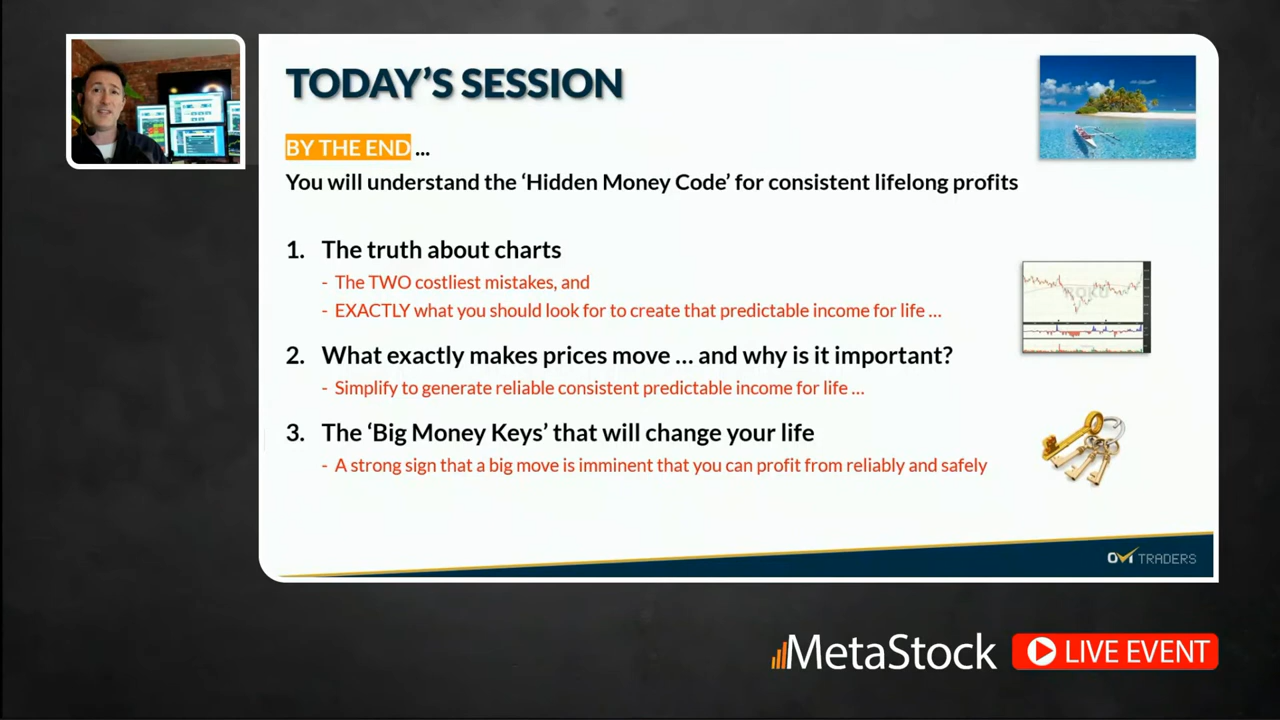 TODAY'S SESSION
BY THE END ...
You will understand the ‘Hidden Money Code’ for consistent lifelong profits
1. The truth about charts
- The TWO costliest mistakes, and
- EXACTLY what you should look for to create that predictable income for life ...
2. What exactly makes prices move ... and why is it important?
- Simplify to generate reliable consistent predictable income for life ...
3. The ‘Big Money Keys’ that will change your life
- A strong sign that a big move is imminent that you can profit from reliably and safely
ROKU
OVI TRADERS
MetaStock
LIVE EVENT